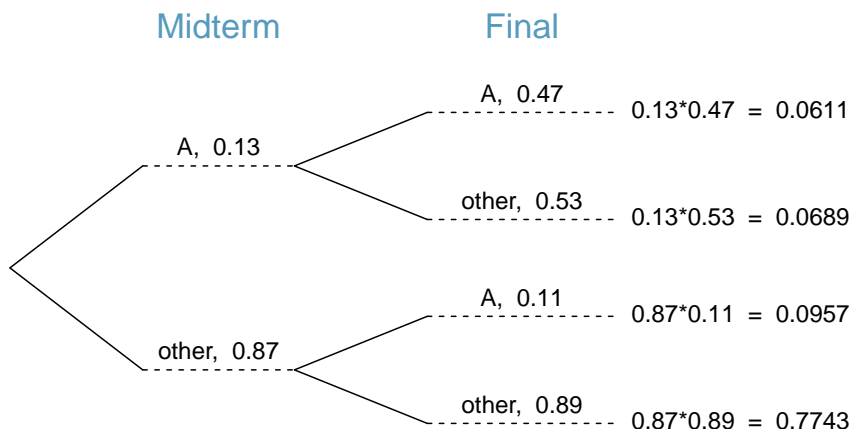 Midterm Final
A, 0.47
0.13*0.47 = 0.0611
A, 0.13
other, 0.53
0.13*0.53 = 0.0689
A, 0.11
0.87*0.11 = 0.0957
other, 0.87
other, 0.89
0.87*0.89 = 0.7743